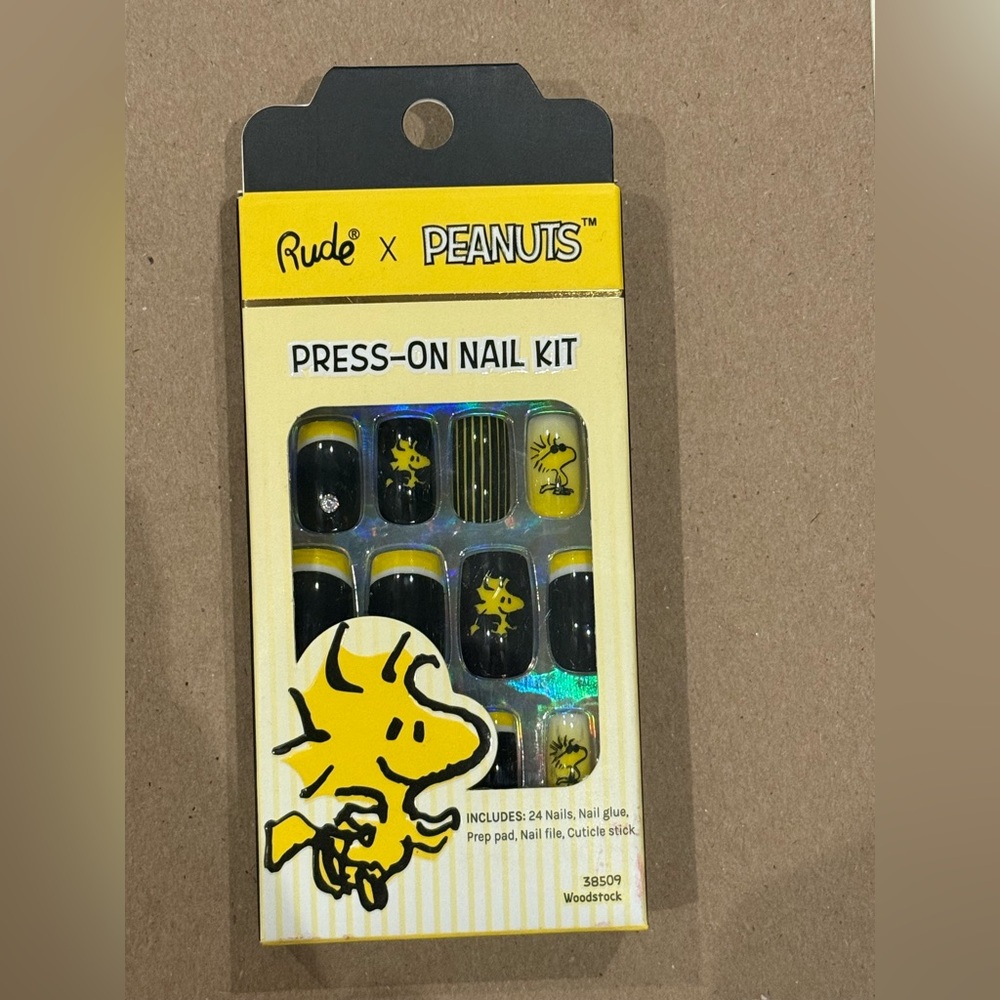 Rude® X PEANUTS™
PRESS-ON NAIL KIT
INCLUDES: 24 Nails, Nail glue,
Prep pad, Nail file, Cuticle stick
38509
Woodstock